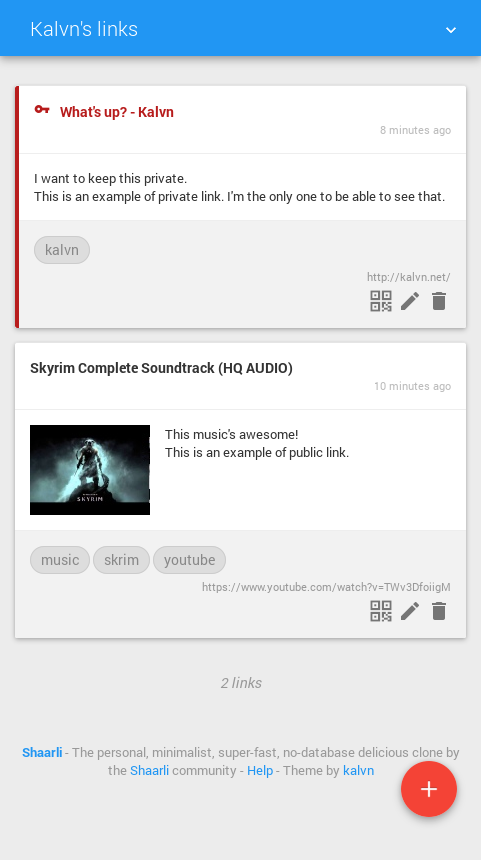 Kalvn's links
What's up? - Kalvn
8 minutes ago
I want to keep this private.
This is an example of private link. I'm the only one to be able to see that.
kalvn
http://kalvn.net/
Skyrim Complete Soundtrack (HQ AUDIO)
10 minutes ago
SKYRIM
This music's awesome!
This is an example of public link.
music skrim youtube
https://www.youtube.com/watch?v=TWv3DfoiigM
2 links
Shaarli - The personal, minimalist, super-fast, no-database delicious clone by
the Shaarli community - Help - Theme by kalvn